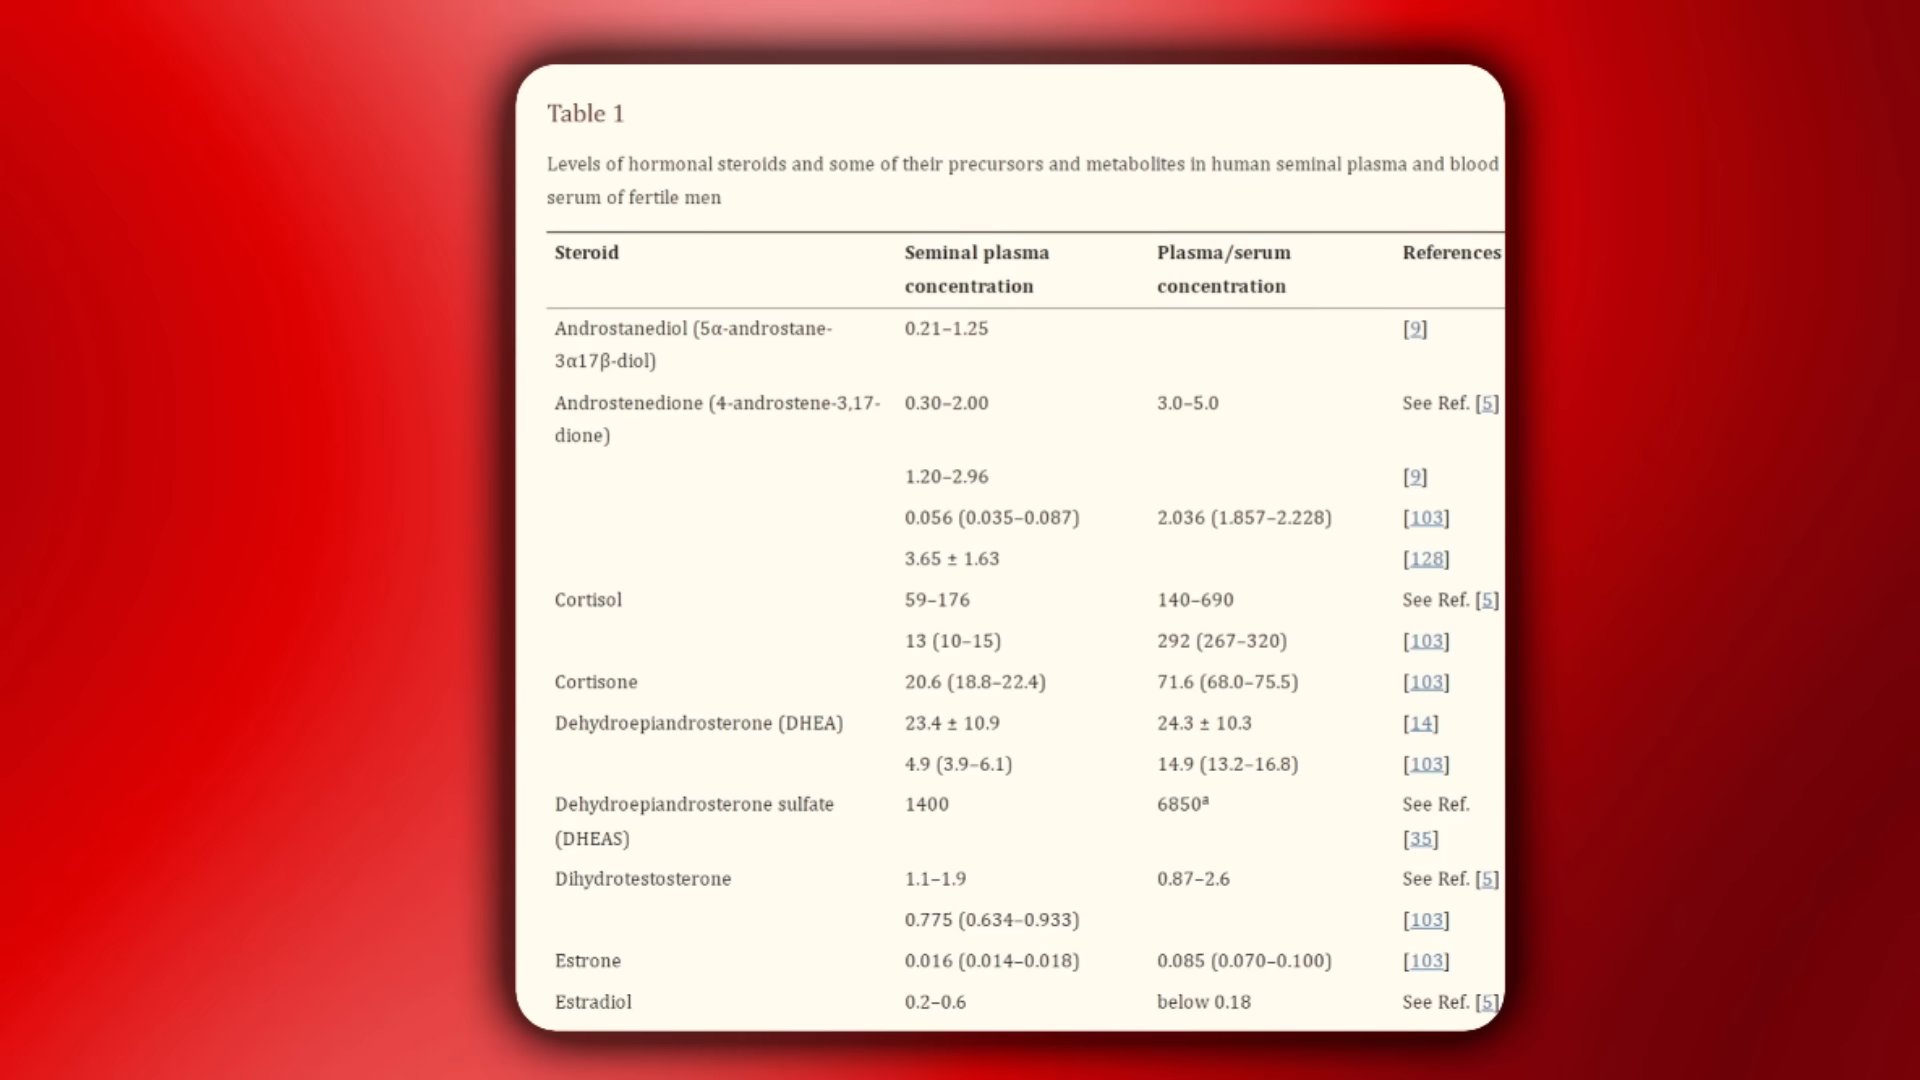 Table 1
Levels of hormonal steroids and some of their precursors and metabolites in human seminal plasma and blood
serum of fertile men
Steroid Seminal plasma concentration Plasma/serum concentration References
Androstanediol (5α-androstane- 0.21–1.25 [9]
3α17β-diol)
Androstenedione (4-androstene-3,17- 0.30–2.00 3.0–5.0 See Ref. [5]
dione)
1.20–2.96 [9]
0.056 (0.035–0.087) 2.036 (1.857–2.228) [103]
3.65 ± 1.63 [128]
Cortisol 59–176 140–690 See Ref. [5]
13 (10–15) 292 (267–320) [103]
Cortisone 20.6 (18.8–22.4) 71.6 (68.0–75.5) [103]
Dehydroepiandrosterone (DHEA) 23.4 ± 10.9 24.3 ± 10.3 [14]
4.9 (3.9–6.1) 14.9 (13.2–16.8) [103]
Dehydroepiandrosterone sulfate 1400 6850ª See Ref.
(DHEAS) [35]
Dihydrotestosterone 1.1–1.9 0.87–2.6 See Ref. [5]
0.775 (0.634–0.933) [103]
Estrone 0.016 (0.014–0.018) 0.085 (0.070–0.100) [103]
Estradiol 0.2–0.6 below 0.18 See Ref. [5]